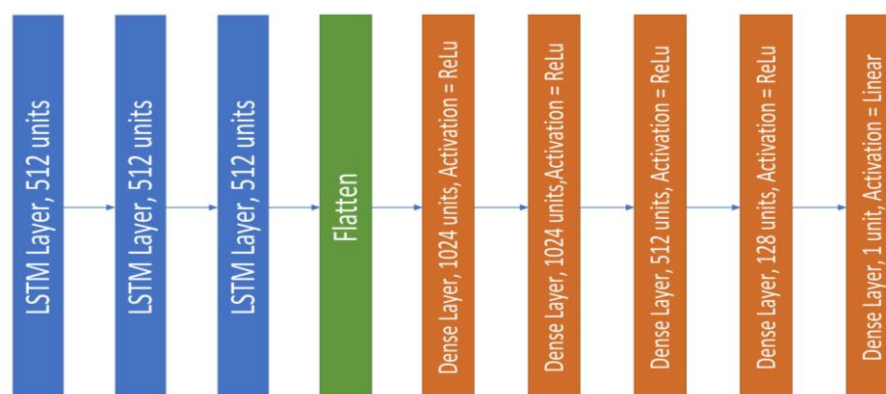 LSTM Layer, 512 units
LSTM Layer, 512 units
LSTM Layer, 512 units
Flatten
Dense Layer, 1024 units, Activation = ReLu
Dense Layer, 1024 units,Activation = ReLu
Dense Layer, 512 units, Activation = ReLu
Dense Layer, 128 units, Activation = ReLu
Dense Layer, 1 unit, Activation = Linear